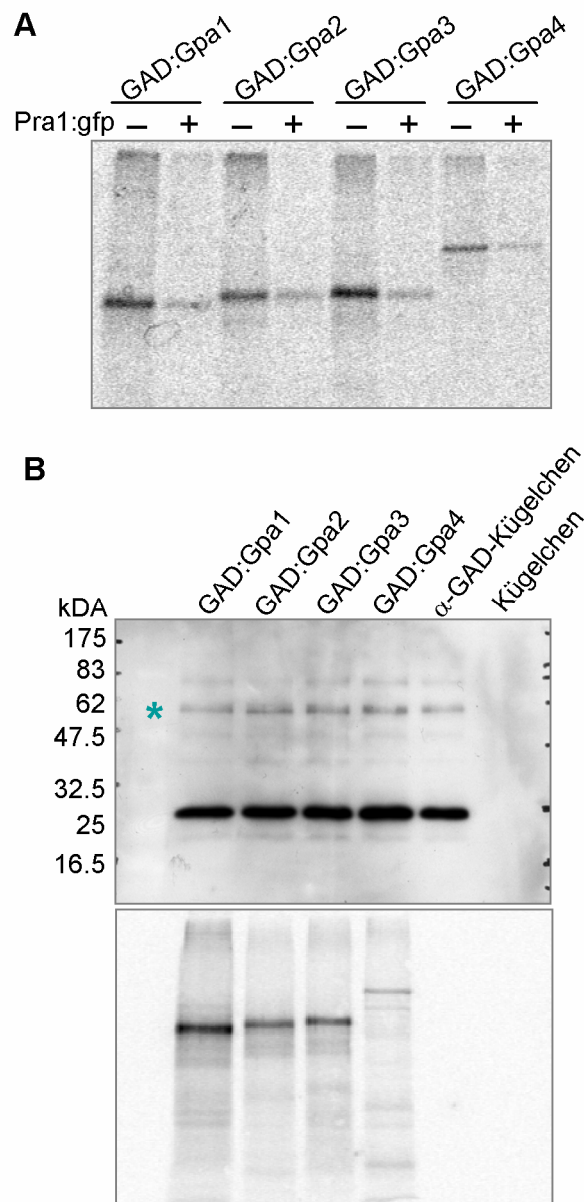 A
GAD:Gpa1
GAD:Gpa2
GAD:Gpa3
GAD:Gpa4
Pra1:gfp
– + – + – + – +
B
GAD:Gpa1
GAD:Gpa2
GAD:Gpa3
GAD:Gpa4
α-GAD-Kügelchen
Kügelchen
kDA
175
83
62
*
47.5
32.5
25
16.5